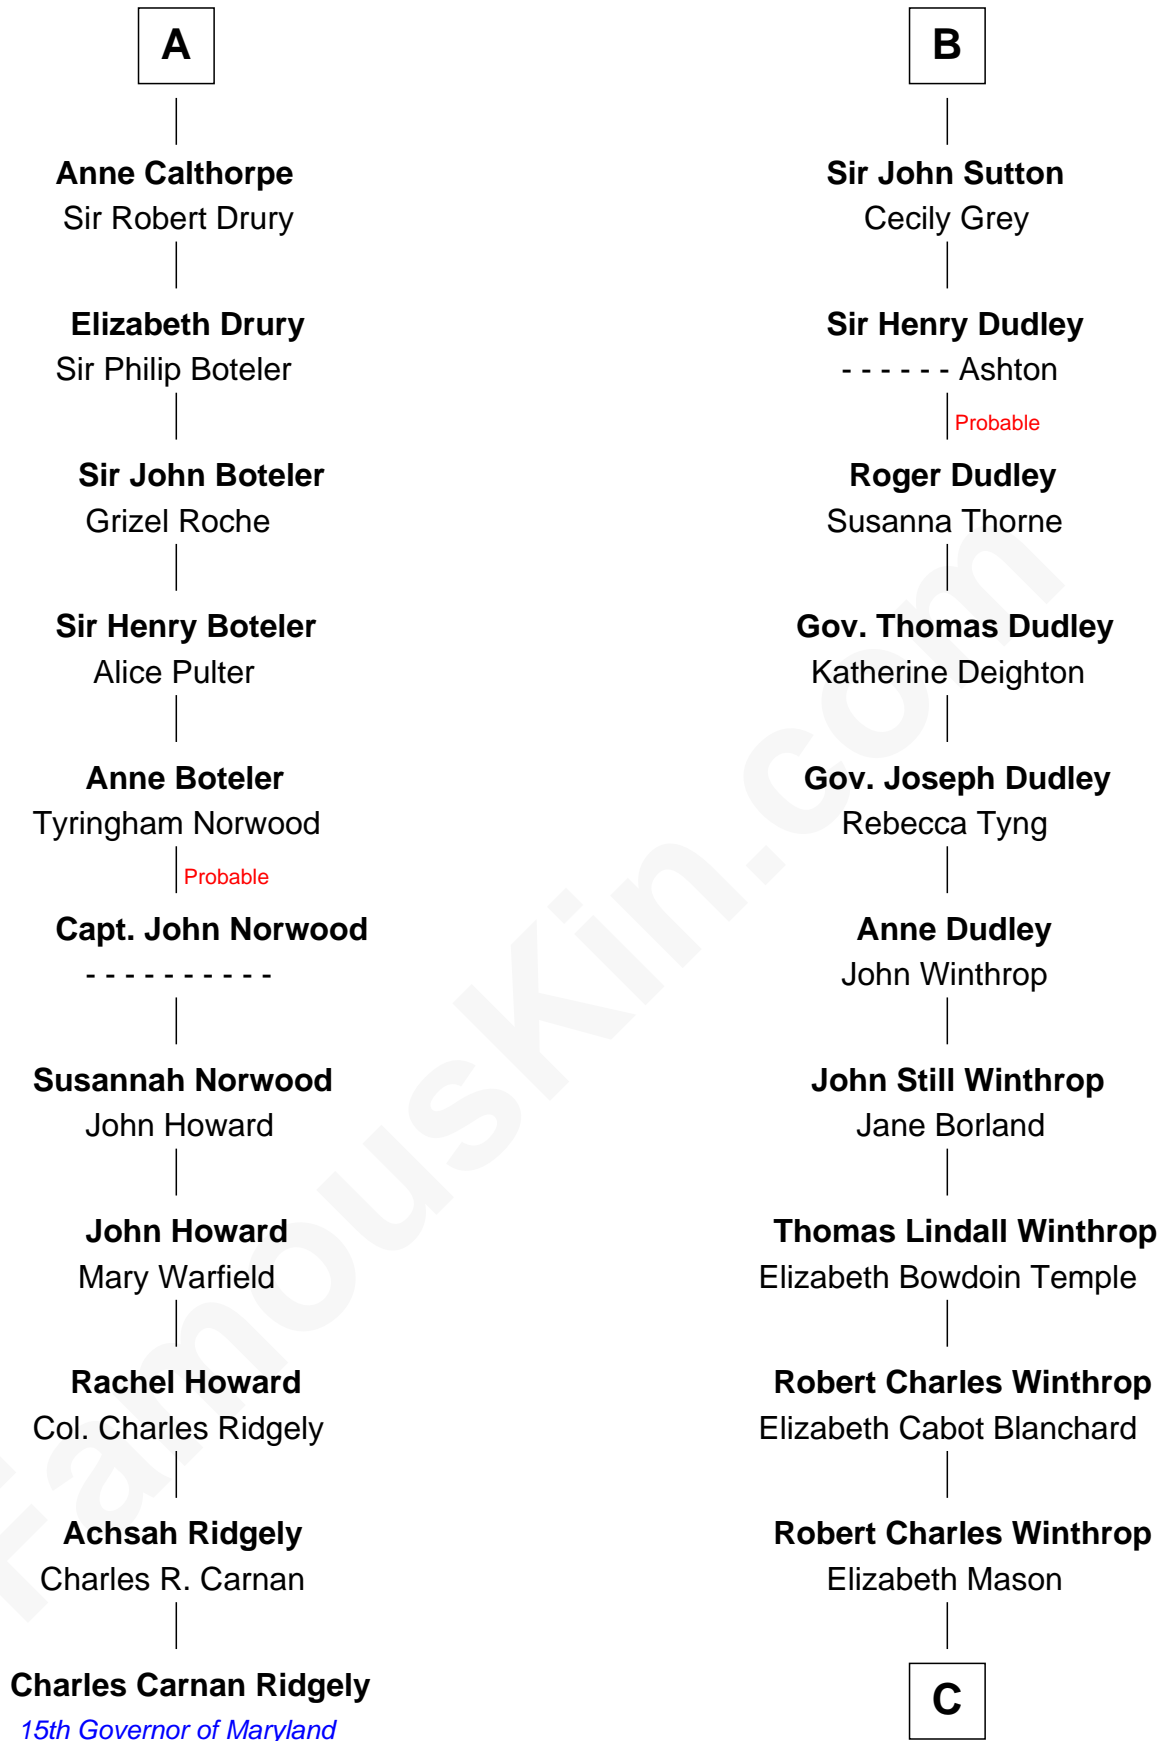 A
Anne Calthorpe
Sir Robert Drury
Elizabeth Drury
Sir Philip Boteler
Sir John Boteler
Grizel Roche
Sir Henry Boteler
Alice Pulter
Anne Boteler
Tyringham Norwood
Probable
Capt. John Norwood
- - - - - - - - - -
Susannah Norwood
John Howard
John Howard
Mary Warfield
Rachel Howard
Col. Charles Ridgely
Achsah Ridgely
Charles R. Carnan
Charles Carnan Ridgely
15th Governor of Maryland
B
Sir John Sutton
Cecily Grey
Sir Henry Dudley
- - - - - - Ashton
Probable
Roger Dudley
Susanna Thorne
Gov. Thomas Dudley
Katherine Deighton
Gov. Joseph Dudley
Rebecca Tyng
Anne Dudley
John Winthrop
John Still Winthrop
Jane Borland
Thomas Lindall Winthrop
Elizabeth Bowdoin Temple
Robert Charles Winthrop
Elizabeth Cabot Blanchard
Robert Charles Winthrop
Elizabeth Mason
C
FamousKin.com